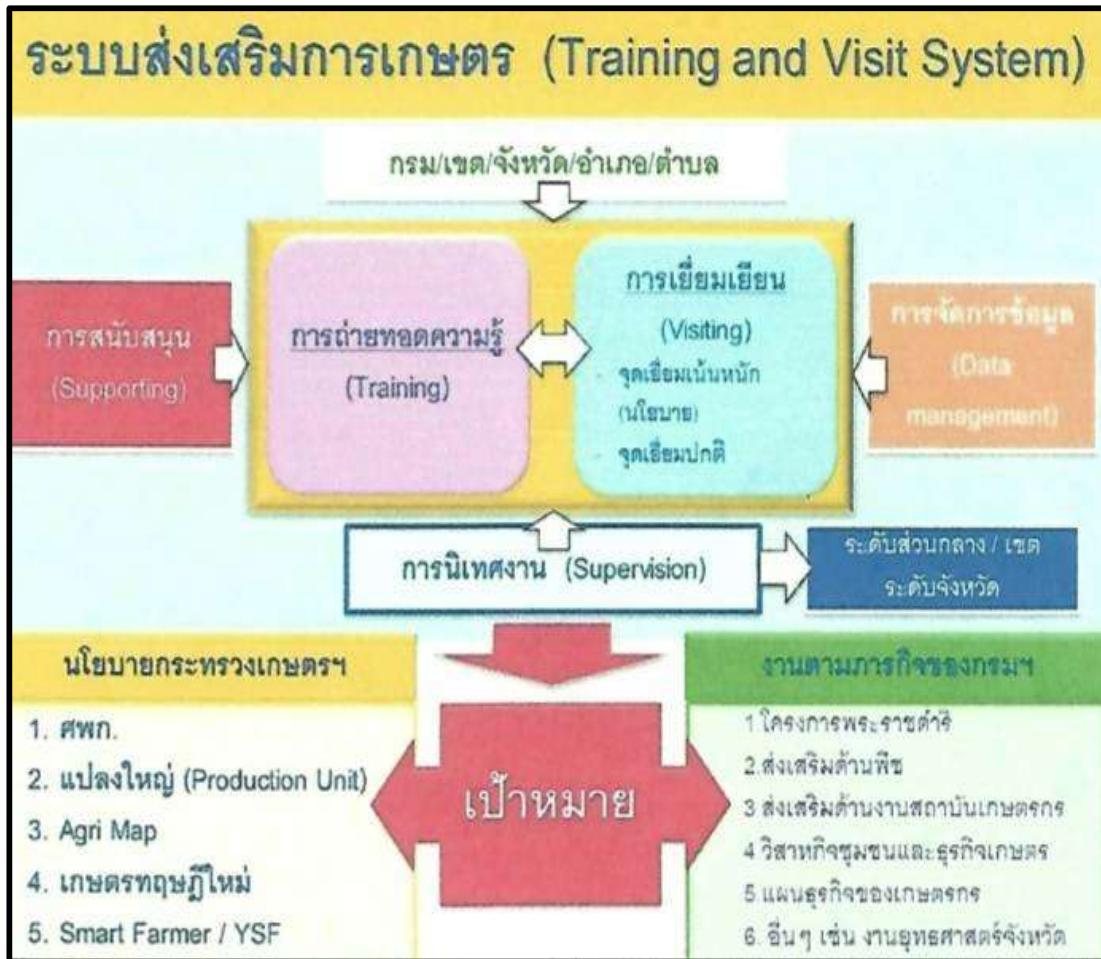 ระบบส่งเสริมการเกษตร (Training and Visit System)
กรม/เขต/จังหวัด/อำเภอ/ตำบล
การสนับสนุน
(Supporting)
การถ่ายทอดความรู้
(Training)
การเยี่ยมเยียน
(Visiting)
- จุดเยี่ยมเน้นหนัก
(นโยบาย)
- จุดเยี่ยมปกติ
การจัดการข้อมูล
(Data
management)
การนิเทศงาน (Supervision)
ระดับส่วนกลาง / เขต
ระดับจังหวัด
นโยบายกระทรวงเกษตรฯ
1. ศพก.
2. แปลงใหญ่ (Production Unit)
3. Agri Map
4. เกษตรทฤษฎีใหม่
5. Smart Farmer / YSF
เป้าหมาย
งานตามภารกิจของกรมฯ
1.โครงการพระราชดำริ
2.ส่งเสริมด้านพืช
3 ส่งเสริมด้านงานสถาบันเกษตรกร
4 วิสาหกิจชุมชนและธุรกิจเกษตร
5.แผนธุรกิจของเกษตรกร
6. อื่นๆ เช่น งานยุทธศาสตร์จังหวัด